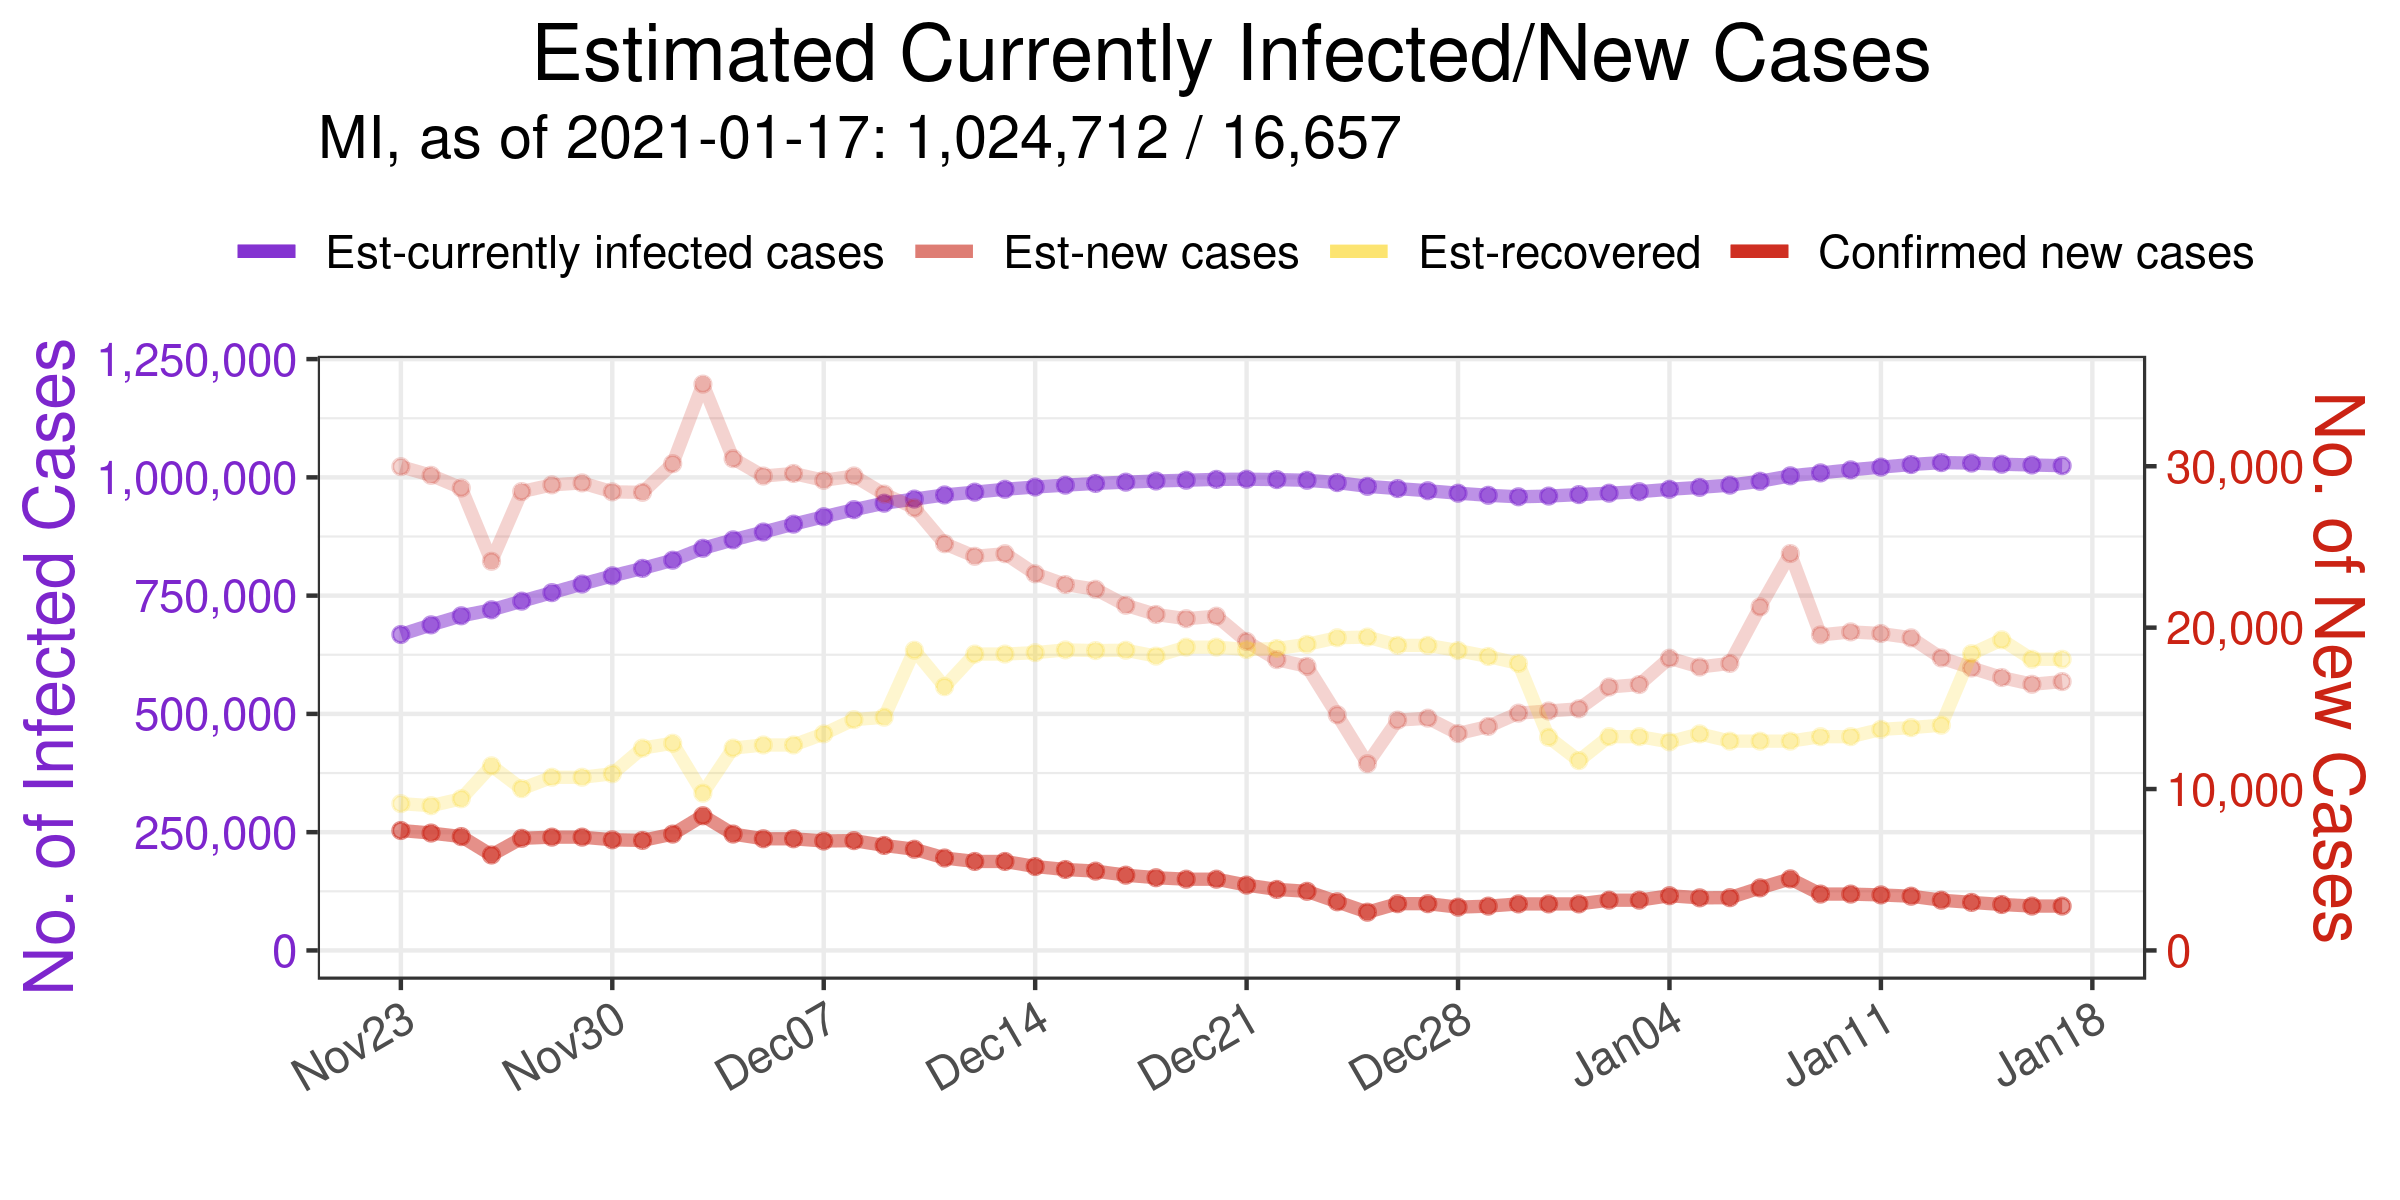 Estimated Currently Infected/New Cases
MI, as of 2021-01-17: 1,024,712 / 16,657
Est-currently infected cases Est-new cases Est-recovered Confirmed new cases
No. of Infected Cases
1,250,000
1,000,000
750,000
500,000
250,000
0
30,000
20,000
10,000
0
No. of New Cases
Nov23 Nov30 Dec07 Dec14 Dec21 Dec28 Jan04 Jan11 Jan18